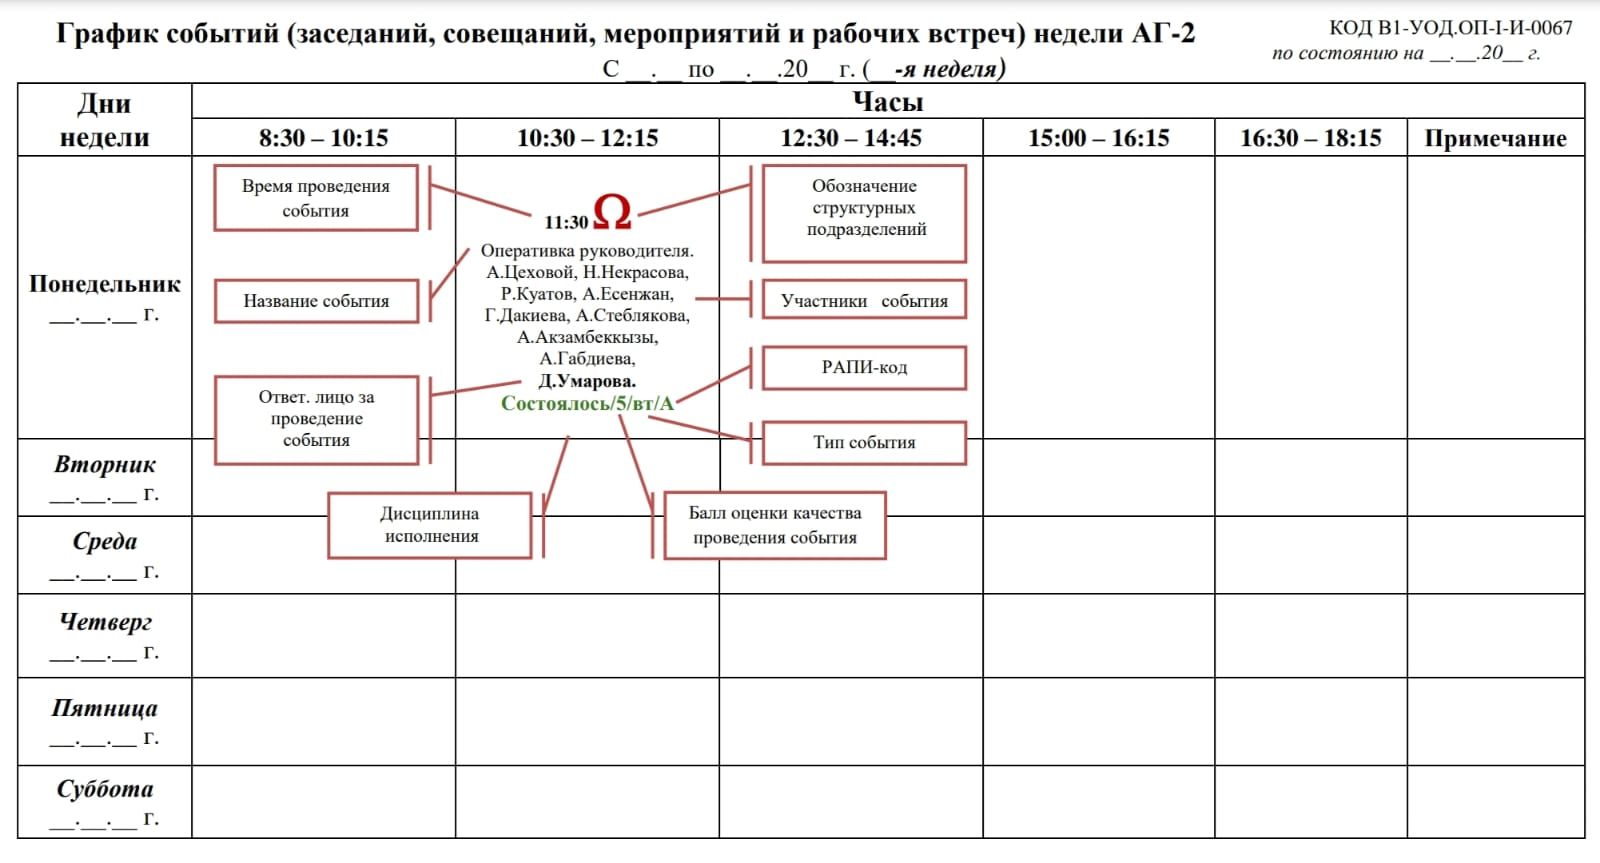 График событий (заседаний, совещаний, мероприятий и рабочих встреч) недели АГ-2
КОД В1-УОД.ОП-I-И-0067
по состоянию на __.__.20__ г.
С __.__ по __.__.20__ г. (__-я неделя)
Дни
недели
Часы
8:30 – 10:15
10:30 – 12:15
12:30 – 14:45
15:00 – 16:15
16:30 – 18:15
Примечание
Понедельник
__.__.__ г.
Время проведения
события
Название события
Ответ. лицо за
проведение
события
11:30 Ω
Оперативка руководителя.
А.Цеховой, Н.Некрасова,
Р.Куатов, А.Есенжан,
Г.Дакиева, А.Стеблякова,
А.Акзамбеккызы,
А.Габдиева,
Д.Умарова.
Состоялось/5/вт/А
Обозначение
структурных
подразделений
Участники события
РАПИ-код
Тип события
Вторник
__.__.__ г.
Дисциплина
исполнения
Балл оценки качества
проведения события
Среда
__.__.__ г.
Четверг
__.__.__ г.
Пятница
__.__.__ г.
Суббота
__.__.__ г.